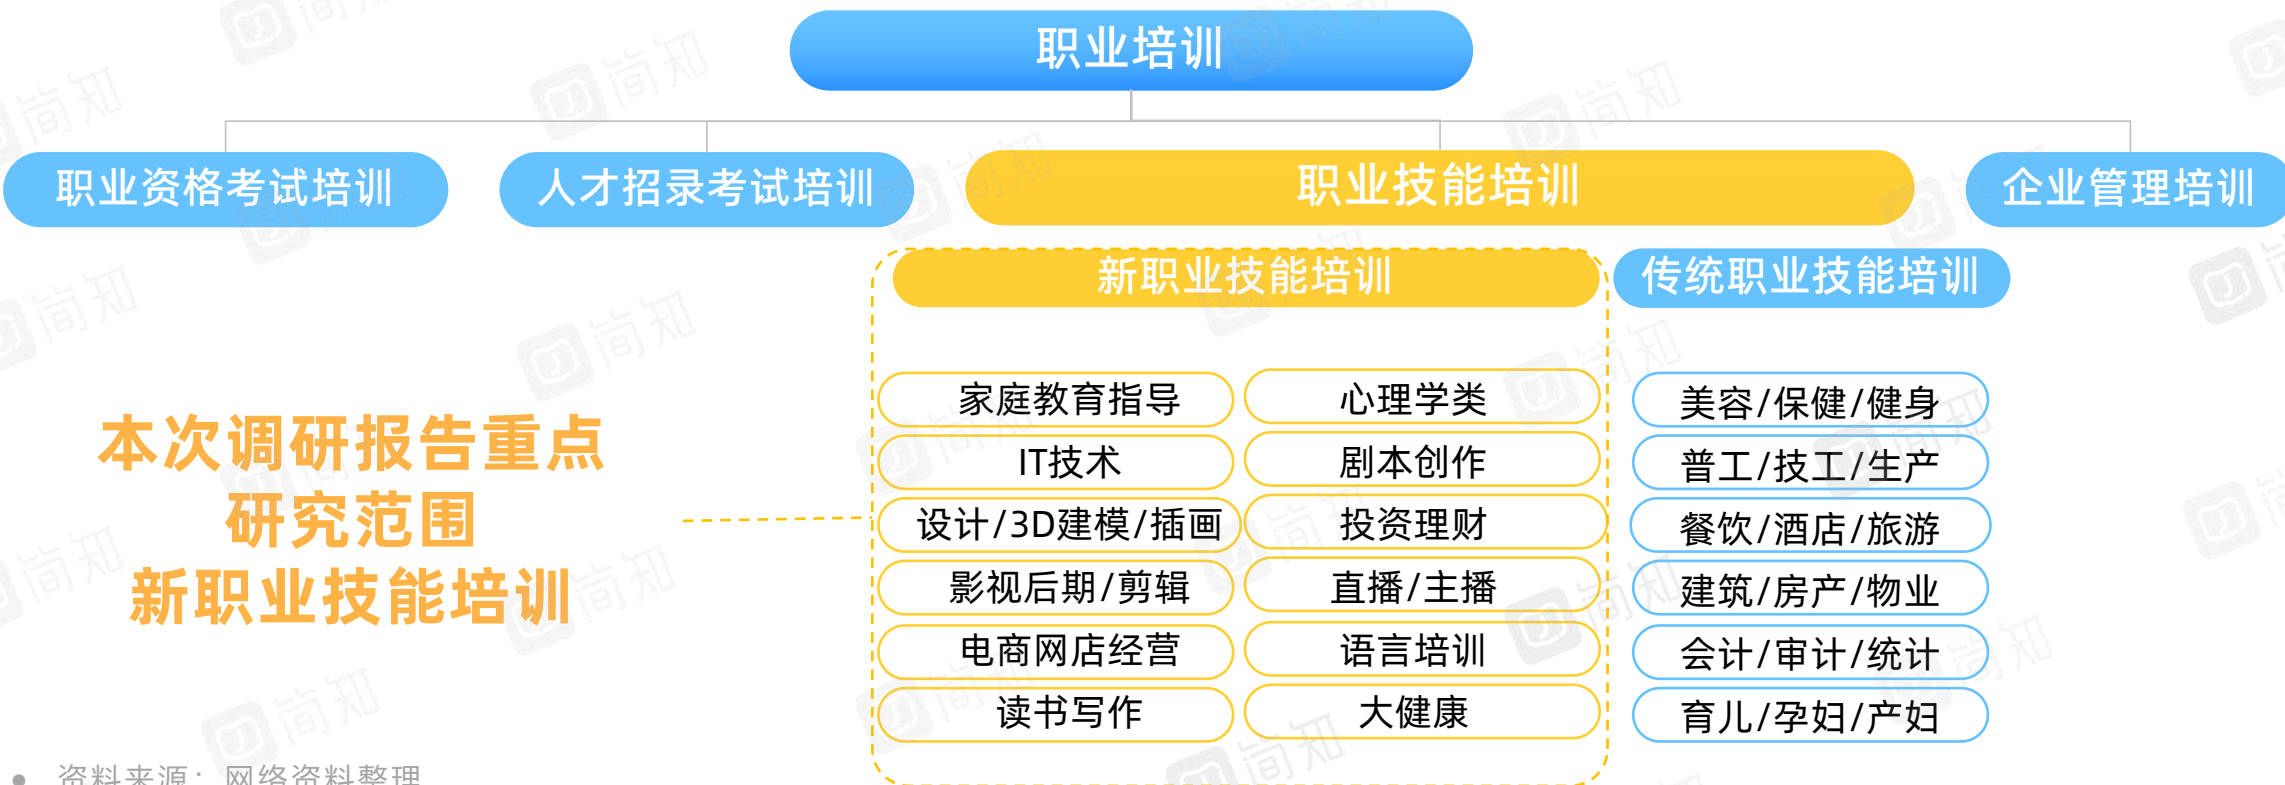 职业培训
职业资格考试培训
人才招录考试培训
职业技能培训
企业管理培训
新职业技能培训
传统职业技能培训
家庭教育指导
心理学类
美容/保健/健身
IT技术
剧本创作
普工/技工/生产
设计/3D建模/插画
投资理财
餐饮/酒店/旅游
影视后期/剪辑
直播/主播
建筑/房产/物业
电商网店经营
语言培训
会计/审计/统计
读书写作
大健康
育儿/孕妇/产妇
本次调研报告重点
研究范围
新职业技能培训
资料来源：网络资料整理
简知